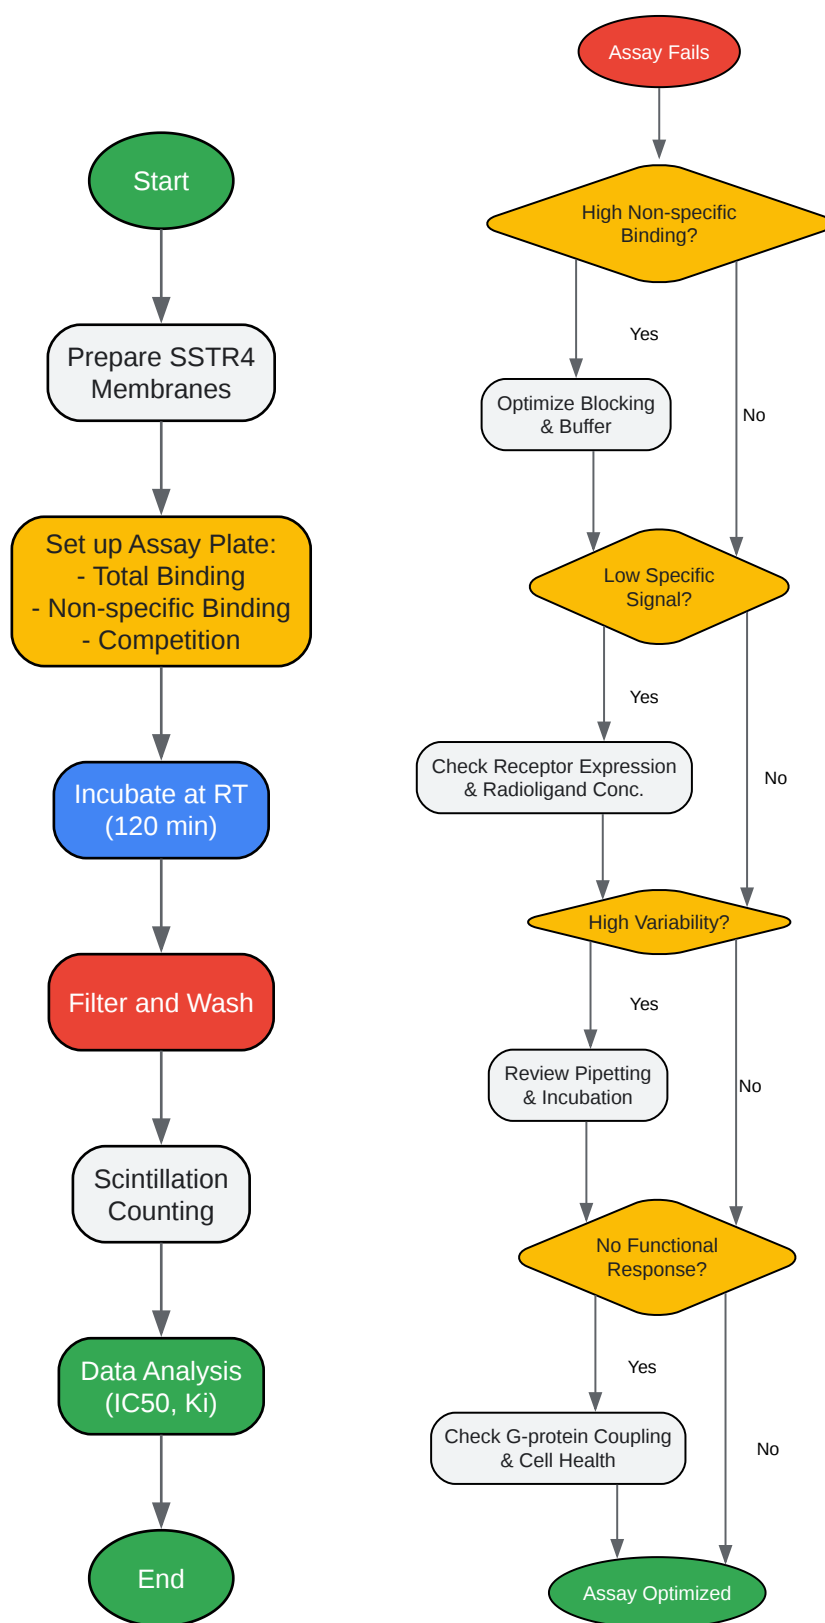 Start
Prepare SSTR4
Membranes
Set up Assay Plate:
- Total Binding
- Non-specific Binding
- Competition
Incubate at RT
(120 min)
Filter and Wash
Scintillation
Counting
Data Analysis
(IC50, Ki)
End
Assay Fails
High Non-specific
Binding?
Yes
Optimize Blocking
& Buffer
No
Low Specific
Signal?
Yes
Check Receptor Expression
& Radioligand Conc.
No
High Variability?
Yes
Review Pipetting
& Incubation
No
No Functional
Response?
Yes
Check G-protein Coupling
& Cell Health
No
Assay Optimized